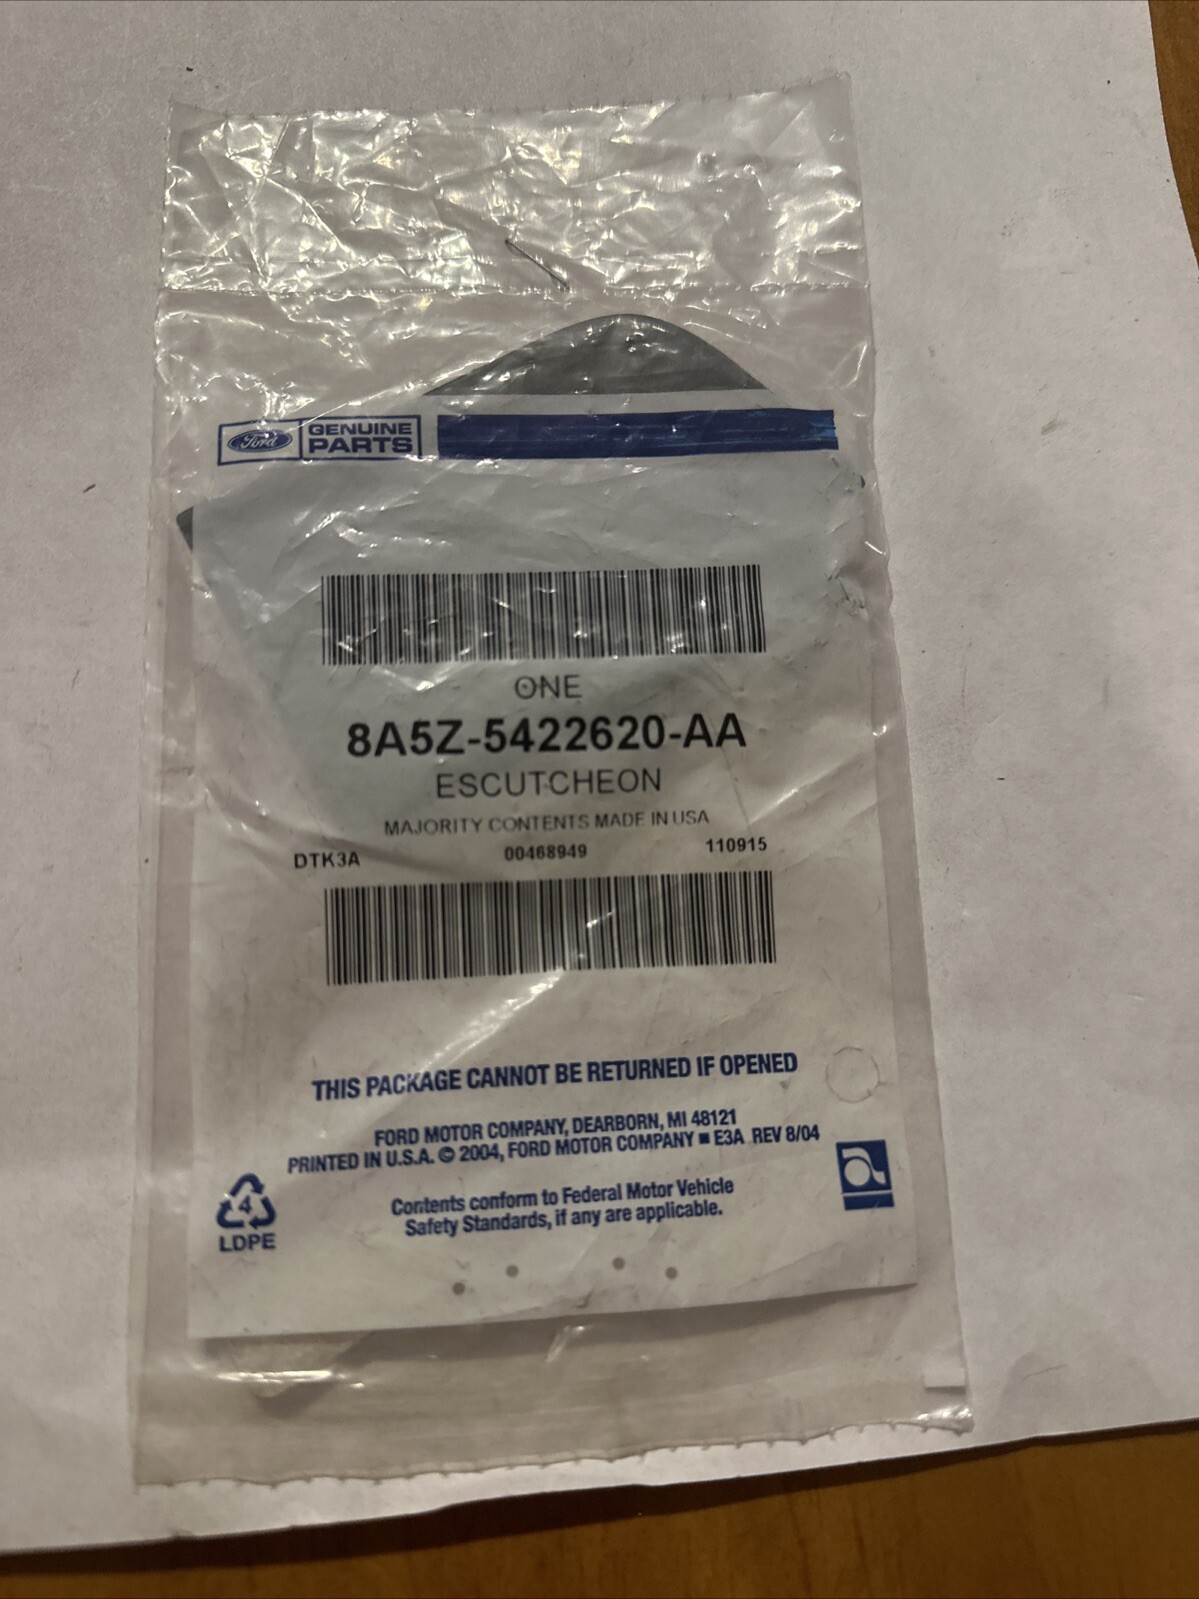 Ford
GENUINE
PARTS
ONE
8A5Z-5422620-AA
ESCUTCHEON
MAJORITY CONTENTS MADE IN USA
DTK3A 00468949 110915
THIS PACKAGE CANNOT BE RETURNED IF OPENED
FORD MOTOR COMPANY, DEARBORN, MI 48121
PRINTED IN U.S.A. © 2004, FORD MOTOR COMPANY ■ E3A REV 8/04
Contents conform to Federal Motor Vehicle
Safety Standards, if any are applicable.
4
LDPE
a